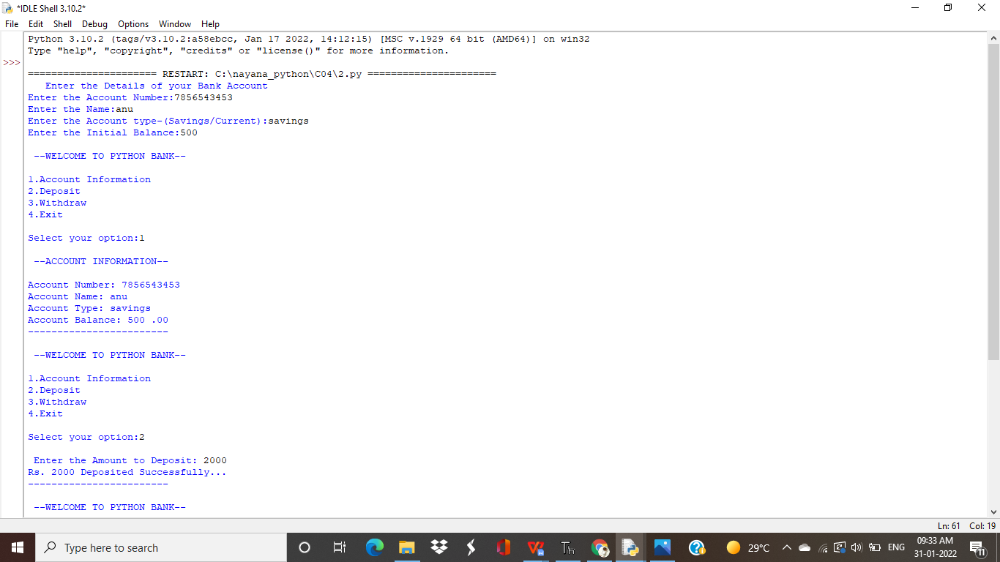 *IDLE Shell 3.10.2*
File Edit Shell Debug Options Window Help
Python 3.10.2 (tags/v3.10.2:a58ebcc, Jan 17 2022, 14:12:15) [MSC v.1929 64 bit (AMD64)] on win32
Type "help", "copyright", "credits" or "license()" for more information.
>>>
====================== RESTART: C:\nayana_python\C04\2.py ======================
   Enter the Details of your Bank Account
Enter the Account Number:7856543453
Enter the Name:anu
Enter the Account type-(Savings/Current):savings
Enter the Initial Balance:500
 --WELCOME TO PYTHON BANK--
1.Account Information
2.Deposit
3.Withdraw
4.Exit
Select your option:1
 --ACCOUNT INFORMATION--
Account Number: 7856543453
Account Name: anu
Account Type: savings
Account Balance: 500 .00
------------------------
 --WELCOME TO PYTHON BANK--
1.Account Information
2.Deposit
3.Withdraw
4.Exit
Select your option:2
 Enter the Amount to Deposit: 2000
Rs. 2000 Deposited Successfully...
------------------------
 --WELCOME TO PYTHON BANK--
Ln: 61 Col: 19
Type here to search
Th
29°C
ENG
09:33 AM
31-01-2022
11